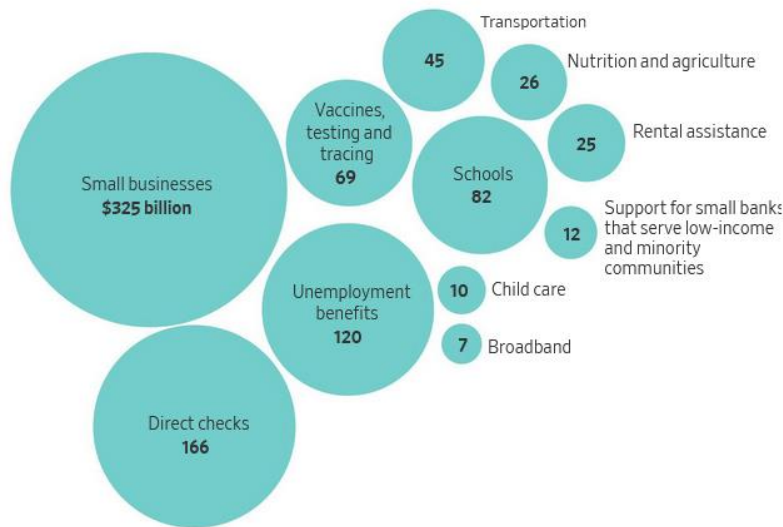 Transportation
45
Nutrition and agriculture
26
Vaccines,
testing and
tracing
69
Rental assistance
25
Small businesses
$325 billion
Schools
82
Support for small banks
that serve low-income
and minority
communities
12
Unemployment
benefits
120
10
Child care
7
Broadband
Direct checks
166